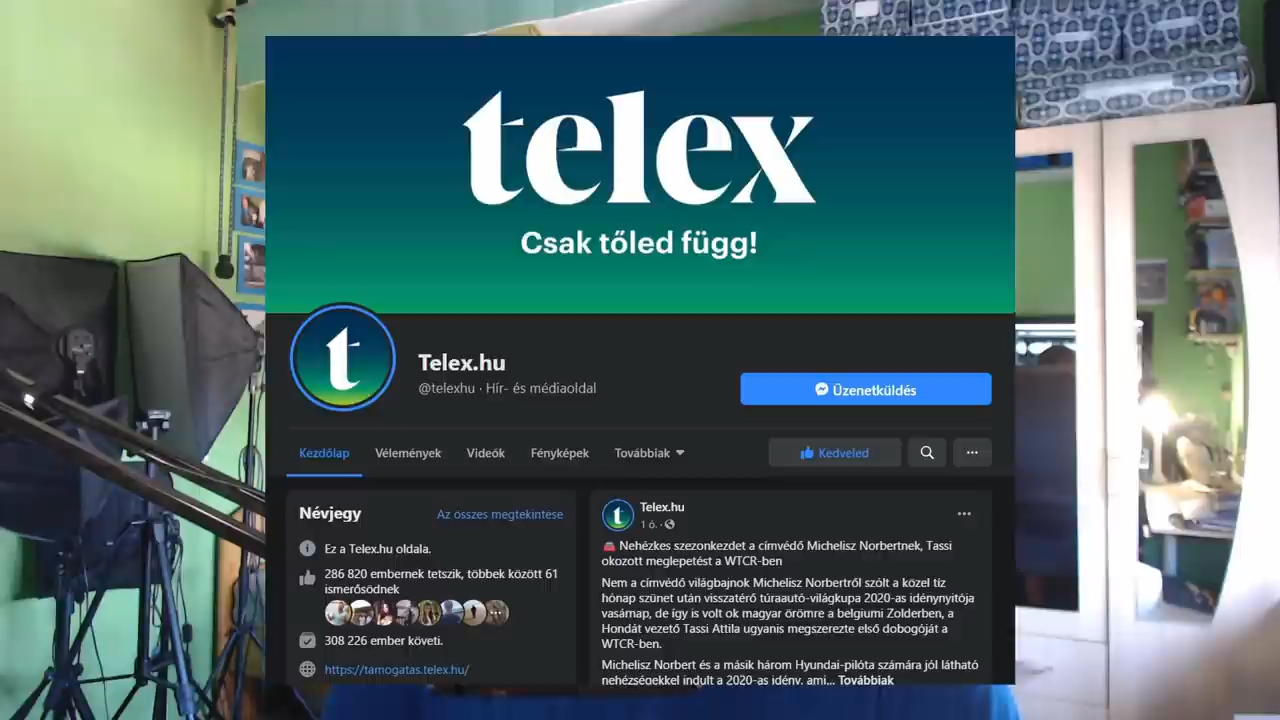 telex
Csak tőled függ!
t
Telex.hu
@telexhu · Hír- és médiaoldal
Üzenetküldés
Kezdőlap
Vélemények
Videók
Fényképek
Továbbiak
Kedveled
Névjegy
Az összes megtekintése
Ez a Telex.hu oldala.
286 820 embernek tetszik, többek között 61
ismerősödnek
308 226 ember követi.
https://tamogatas.telex.hu/
t
Telex.hu
1 ó. ·
Nehézkes szezonkezdet a címvédő Michelisz Norbertnek, Tassi
okozott meglepetést a WTCR-ben
Nem a címvédő világbajnok Michelisz Norbertről szólt a közel tíz
hónap szünet után visszatérő túraautó-világkupa 2020-as idénynyitója
vasárnap, de így is volt ok magyar örömre a belgiumi Zolderben, a
Hondát vezető Tassi Attila ugyanis megszerezte első dobogóját a
WTCR-ben.
Michelisz Norbert és a másik három Hyundai-pilóta számára jól látható
nehézségekkel indult a 2020-as idény, ami... Továbbiak